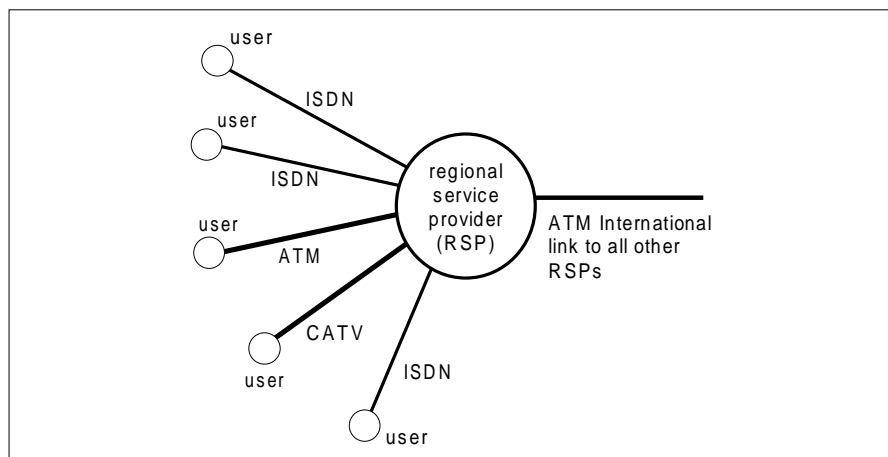 user
ISDN
user
ISDN
user
ATM
CATV
user
ISDN
user
regional
service
provider
(RSP)
ATM International
link to all other
RSPs